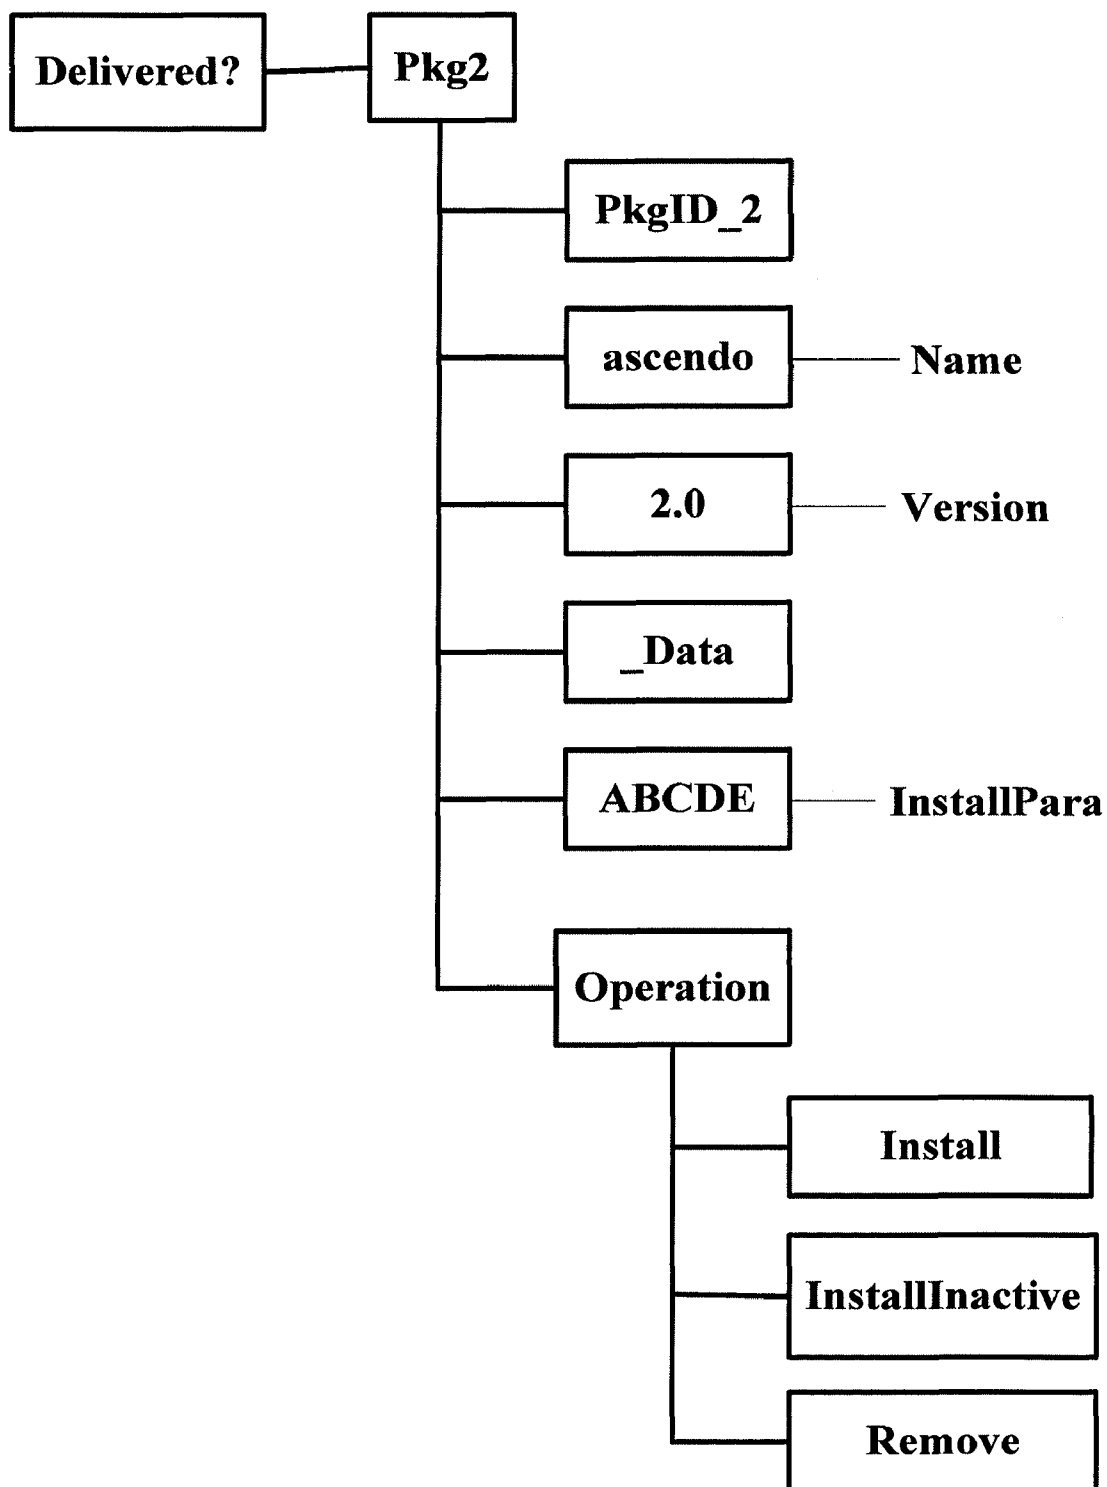 Delivered?
Pkg2
PkgID_2
ascendo
Name
2.0
Version
_Data
ABCDE
InstallPara
Operation
Install
InstallInactive
Remove